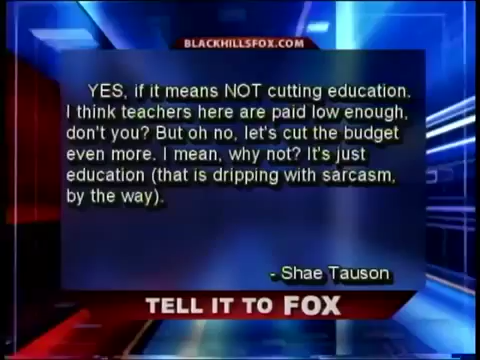 BLACKHILLSFOX.COM
YES, if it means NOT cutting education.
I think teachers here are paid low enough,
don't you? But oh no, let's cut the budget
even more. I mean, why not? It's just
education (that is dripping with sarcasm,
by the way).
- Shae Tauson
TELL IT TO FOX